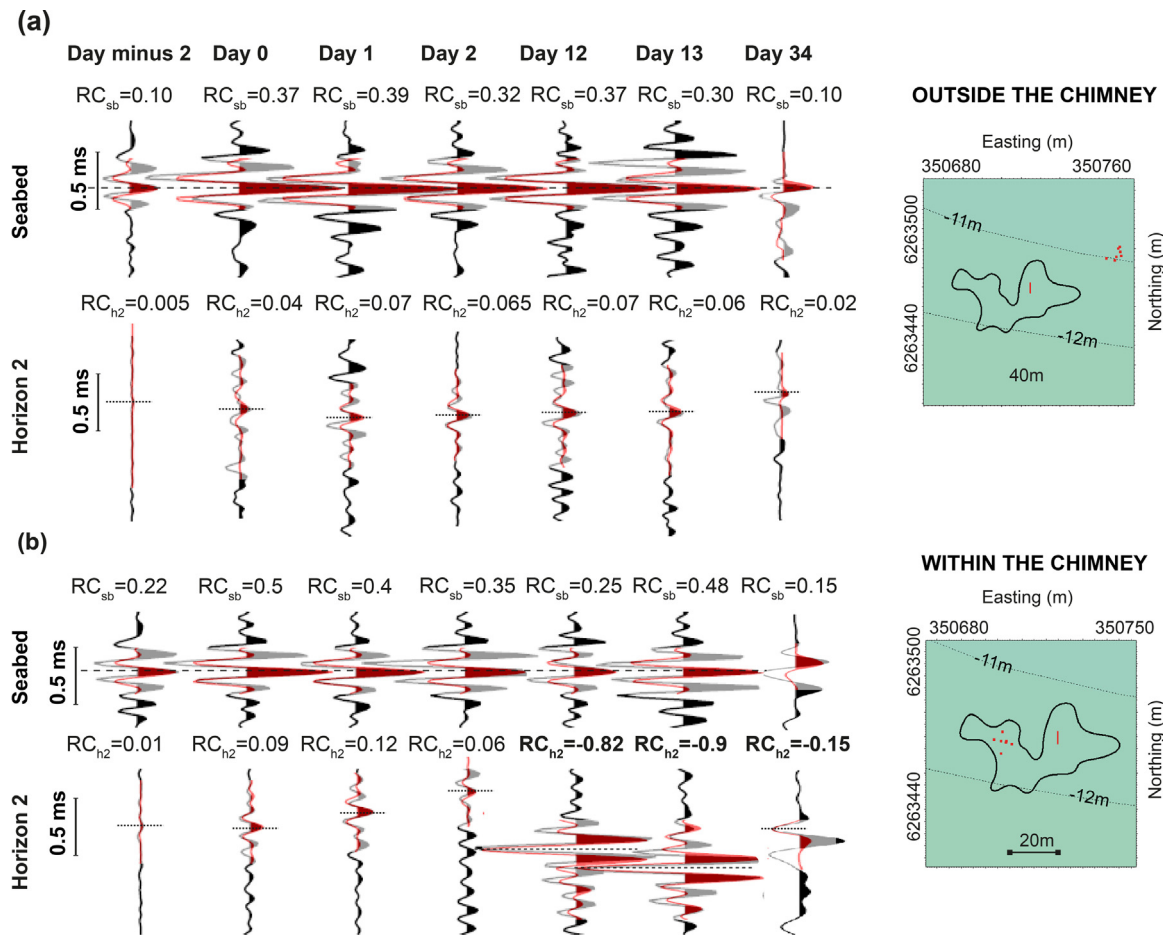 (a)
Day minus 2 Day 0 Day 1 Day 2 Day 12 Day 13 Day 34
RCsb=0.10 RCsb=0.37 RCsb=0.39 RCsb=0.32 RCsb=0.37 RCsb=0.30 RCsb=0.10
Seabed
0.5 ms
RCh2=0.005 RCh2=0.04 RCh2=0.07 RCh2=0.065 RCh2=0.07 RCh2=0.06 RCh2=0.02
Horizon 2
0.5 ms
OUTSIDE THE CHIMNEY
Easting (m)
350680 350760
6263500
6263440
Northing (m)
-11m
-12m
40m
(b)
RCsb=0.22 RCsb=0.5 RCsb=0.4 RCsb=0.35 RCsb=0.25 RCsb=0.48 RCsb=0.15
Seabed
0.5 ms
RCh2=0.01 RCh2=0.09 RCh2=0.12 RCh2=0.06 RCh2=-0.82 RCh2=-0.9 RCh2=-0.15
Horizon 2
0.5 ms
WITHIN THE CHIMNEY
Easting (m)
350680 350750
6263500
6263440
Northing (m)
-11m
-12m
20m